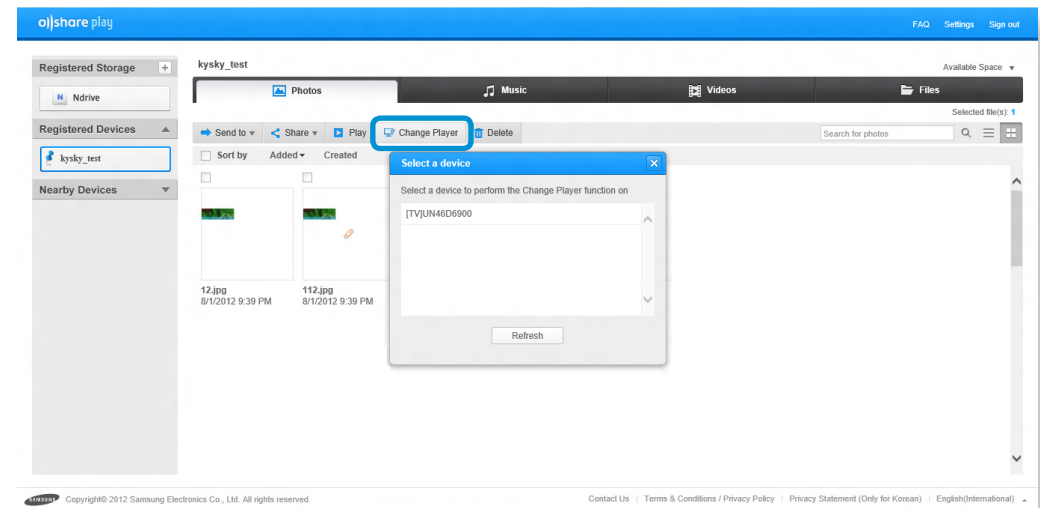 allshare play
FAQ Settings Sign out
Registered Storage +
N Ndrive
Registered Devices
kysky_test
Nearby Devices
kysky_test
Available Space
Photos Music Videos Files
Selected file(s): 1
Send to Share Play Change Player Delete
Search for photos
Sort by Added Created
Select a device
Select a device to perform the Change Player function on
[TV]UN46D6900
Refresh
12.jpg
8/1/2012 9:39 PM
112.jpg
8/1/2012 9:39 PM
SAMSUNG Copyright© 2012 Samsung Electronics Co., Ltd. All rights reserved.
Contact Us | Terms & Conditions / Privacy Policy | Privacy Statement (Only for Korean) | English(International)